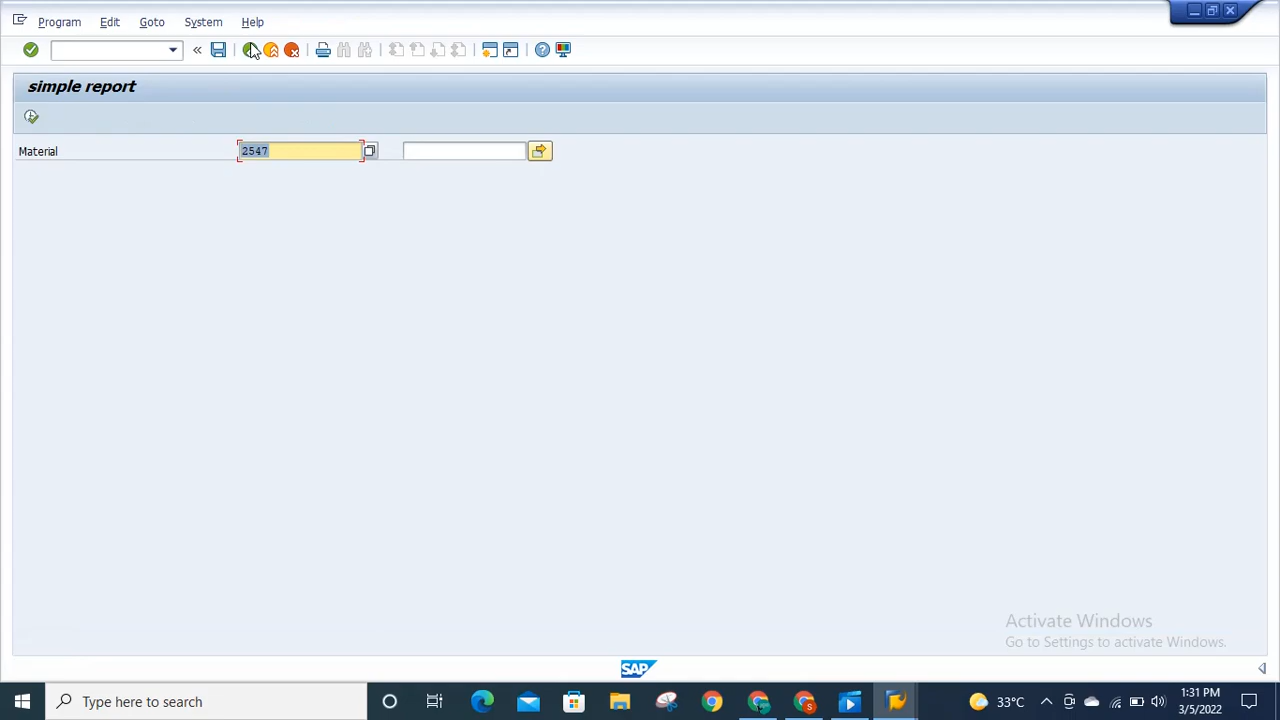 Program Edit Goto System Help
simple report
Material 2547
Activate Windows
Go to Settings to activate Windows.
SAP
Type here to search
33°C
1:31 PM
3/5/2022